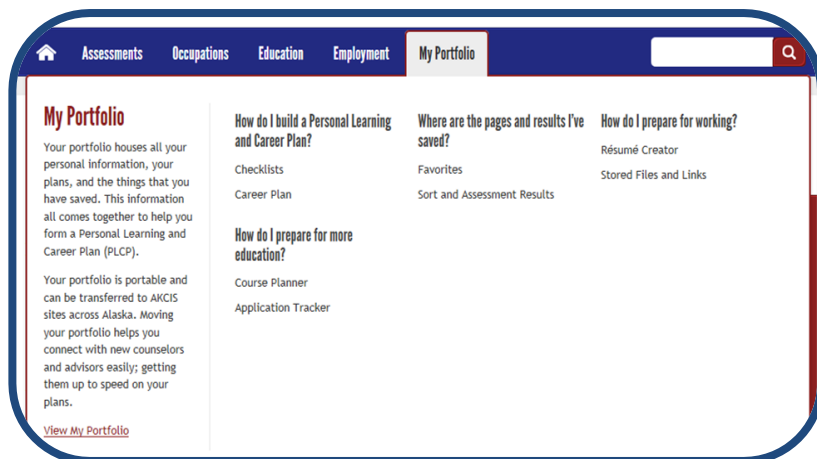 Assessments
Occupations
Education
Employment
My Portfolio
My Portfolio
Your portfolio houses all your
personal information, your
plans, and the things that you
have saved. This information
all comes together to help you
form a Personal Learning and
Career Plan (PLCP).
Your portfolio is portable and
can be transferred to AKCIS
sites across Alaska. Moving
your portfolio helps you
connect with new counselors
and advisors easily; getting
them up to speed on your
plans.
View My Portfolio
How do I build a Personal Learning
and Career Plan?
Checklists
Career Plan
How do I prepare for more
education?
Course Planner
Application Tracker
Where are the pages and results I've
saved?
Favorites
Sort and Assessment Results
How do I prepare for working?
Résumé Creator
Stored Files and Links